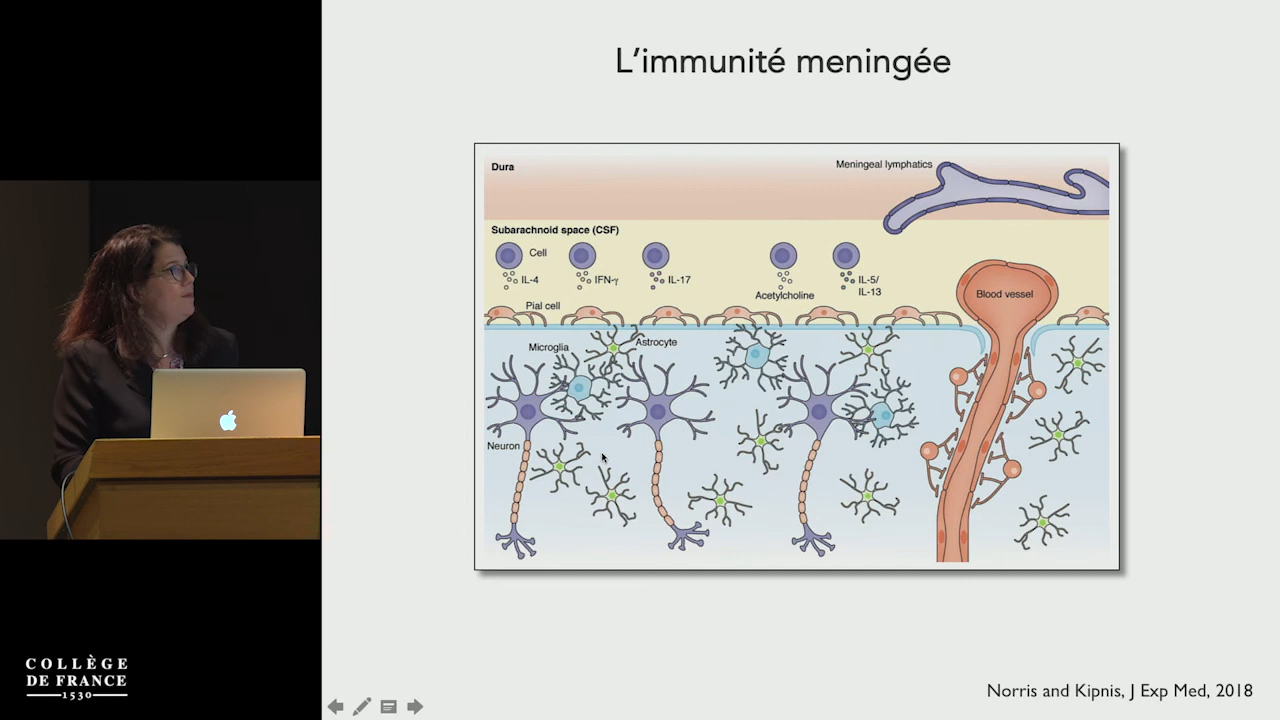 L'immunité meningée
Dura
Meningeal lymphatics
Subarachnoid space (CSF)
Cell
IL-4
IFN-γ
IL-17
Acetylcholine
IL-5/
IL-13
Pial cell
Blood vessel
Microglia
Astrocyte
Neuron
COLLÈGE
DE FRANCE
1530
Norris and Kipnis, J Exp Med, 2018